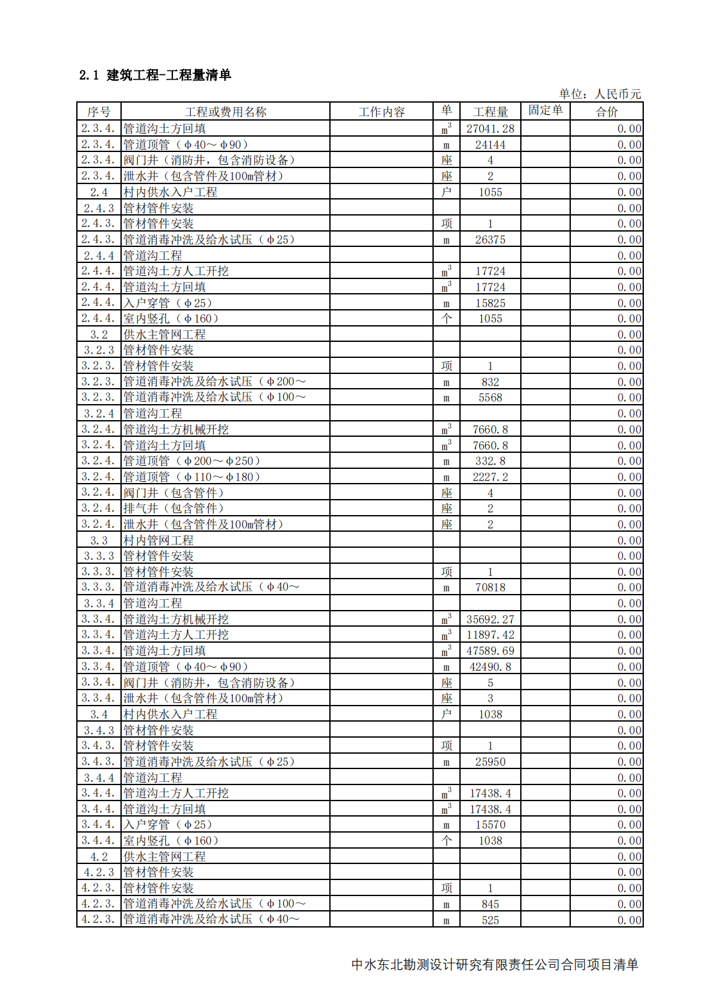 2.1 建筑工程-工程量清单
单位：人民币元
序号 工程或费用名称 工作内容 单 工程量 固定单 合价
2.3.4. 管道沟土方回填 m³ 27041.28 0.00
2.3.4. 管道顶管（φ40～φ90） m 24144 0.00
2.3.4. 阀门井（消防井，包含消防设备） 座 4 0.00
2.3.4. 泄水井（包含管件及100m管材） 座 2 0.00
2.4 村内供水入户工程 户 1055 0.00
2.4.3 管材管件安装 0.00
2.4.3. 管材管件安装 项 1 0.00
2.4.3. 管道消毒冲洗及给水试压（φ25） m 26375 0.00
2.4.4 管道沟工程 0.00
2.4.4. 管道沟土方人工开挖 m³ 17724 0.00
2.4.4. 管道沟土方回填 m³ 17724 0.00
2.4.4. 入户穿管（φ25） m 15825 0.00
2.4.4. 室内竖孔（φ160） 个 1055 0.00
3.2 供水主管网工程 0.00
3.2.3 管材管件安装 0.00
3.2.3. 管材管件安装 项 1 0.00
3.2.3. 管道消毒冲洗及给水试压（φ200～ m 832 0.00
3.2.3. 管道消毒冲洗及给水试压（φ100～ m 5568 0.00
3.2.4 管道沟工程 0.00
3.2.4. 管道沟土方机械开挖 m³ 7660.8 0.00
3.2.4. 管道沟土方回填 m³ 7660.8 0.00
3.2.4. 管道顶管（φ200～φ250） m 332.8 0.00
3.2.4. 管道顶管（φ110～φ180） m 2227.2 0.00
3.2.4. 阀门井（包含管件） 座 4 0.00
3.2.4. 排气井（包含管件） 座 2 0.00
3.2.4. 泄水井（包含管件及100m管材） 座 2 0.00
3.3 村内管网工程 0.00
3.3.3 管材管件安装 0.00
3.3.3. 管材管件安装 项 1 0.00
3.3.3. 管道消毒冲洗及给水试压（φ40～ m 70818 0.00
3.3.4 管道沟工程 0.00
3.3.4. 管道沟土方机械开挖 m³ 35692.27 0.00
3.3.4. 管道沟土方人工开挖 m³ 11897.42 0.00
3.3.4. 管道沟土方回填 m³ 47589.69 0.00
3.3.4. 管道顶管（φ40～φ90） m 42490.8 0.00
3.3.4. 阀门井（消防井，包含消防设备） 座 5 0.00
3.3.4. 泄水井（包含管件及100m管材） 座 3 0.00
3.4 村内供水入户工程 户 1038 0.00
3.4.3 管材管件安装 0.00
3.4.3. 管材管件安装 项 1 0.00
3.4.3. 管道消毒冲洗及给水试压（φ25） m 25950 0.00
3.4.4 管道沟工程 0.00
3.4.4. 管道沟土方人工开挖 m³ 17438.4 0.00
3.4.4. 管道沟土方回填 m³ 17438.4 0.00
3.4.4. 入户穿管（φ25） m 15570 0.00
3.4.4. 室内竖孔（φ160） 个 1038 0.00
4.2 供水主管网工程 0.00
4.2.3 管材管件安装 0.00
4.2.3. 管材管件安装 项 1 0.00
4.2.3. 管道消毒冲洗及给水试压（φ100～ m 845 0.00
4.2.3. 管道消毒冲洗及给水试压（φ40～ m 525 0.00
中水东北勘测设计研究有限责任公司合同项目清单